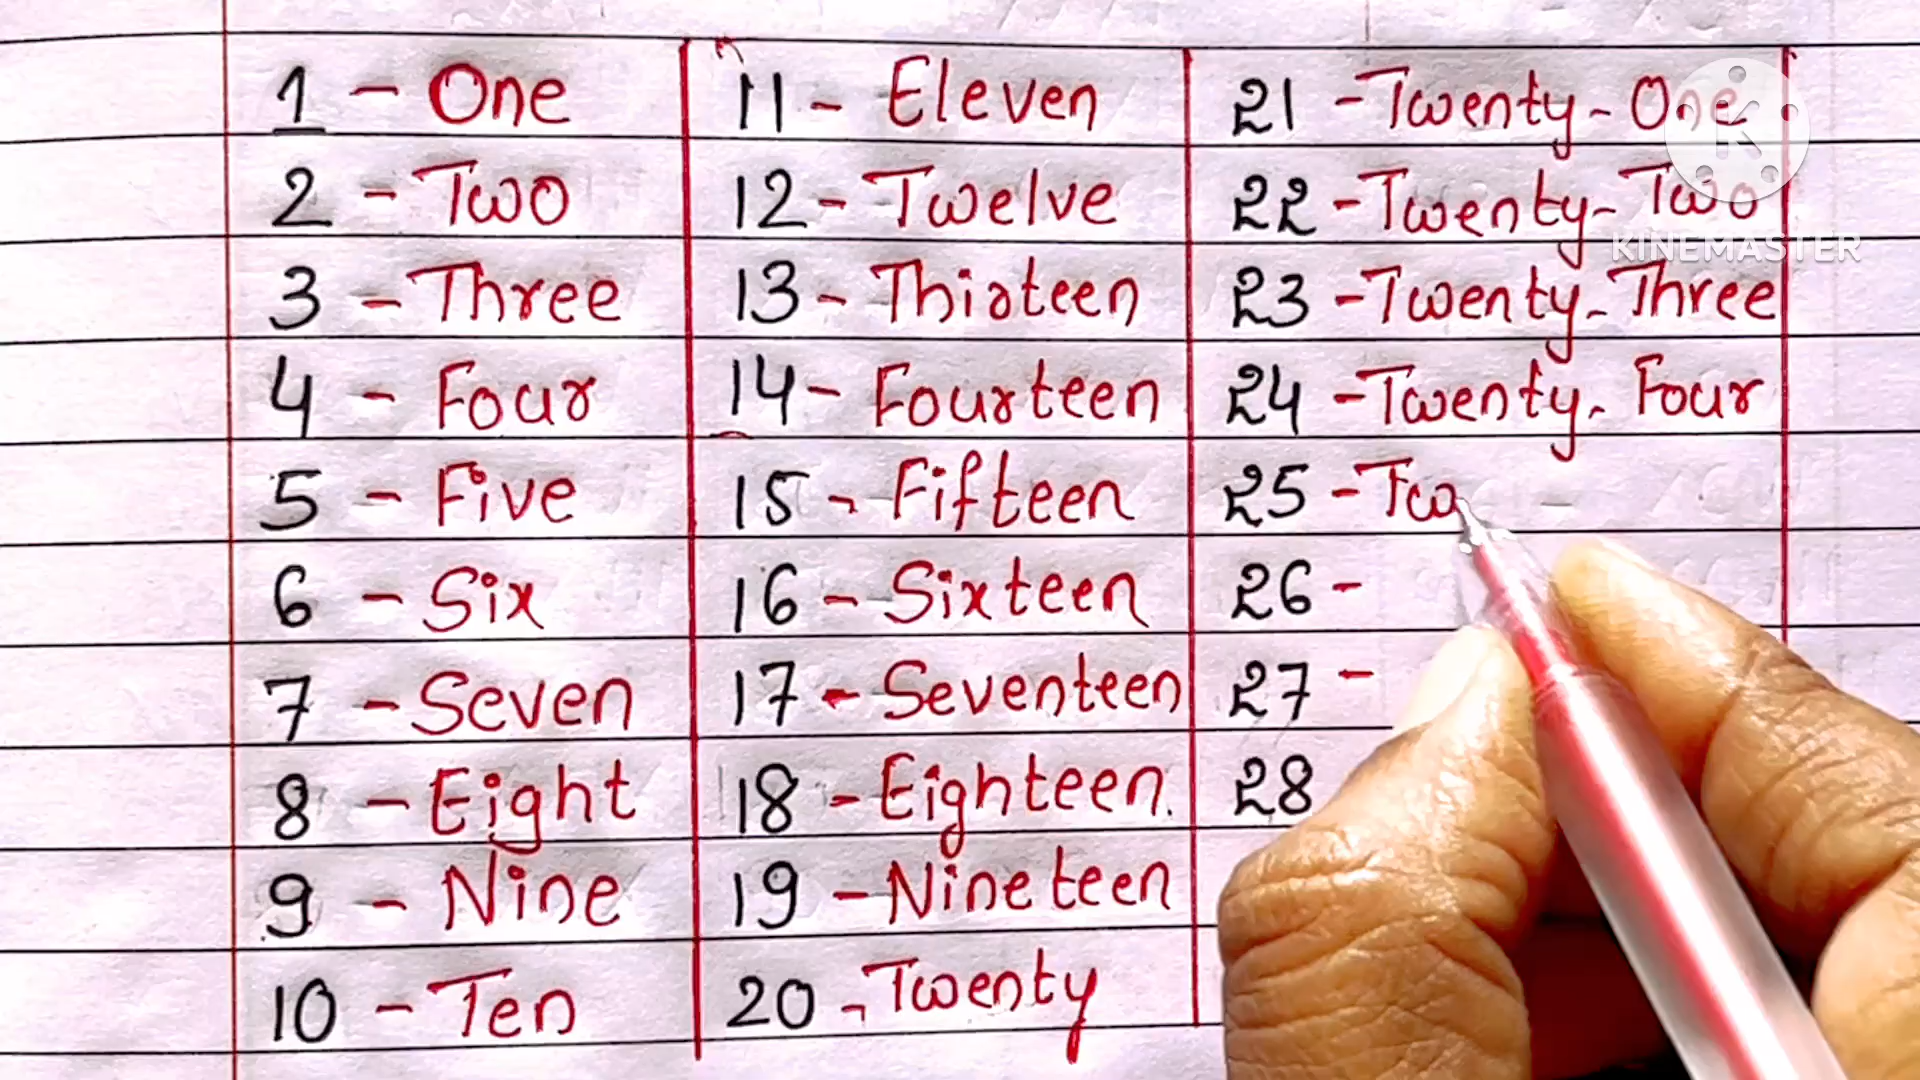 1 - One
2 - Two
3 - Three
4 - Four
5 - Five
6 - Six
7 - Seven
8 - Eight
9 - Nine
10 - Ten
11 - Eleven
12 - Twelve
13 - Thirteen
14 - Fourteen
15 - Fifteen
16 - Sixteen
17 - Seventeen
18 - Eighteen.
19 - Nineteen
20 - Twenty
21 - Twenty-One
22 - Twenty-Two
23 - Twenty-Three
24 - Twenty-Four
25 - Tw
26 -
27 -
28
KINEMASTER